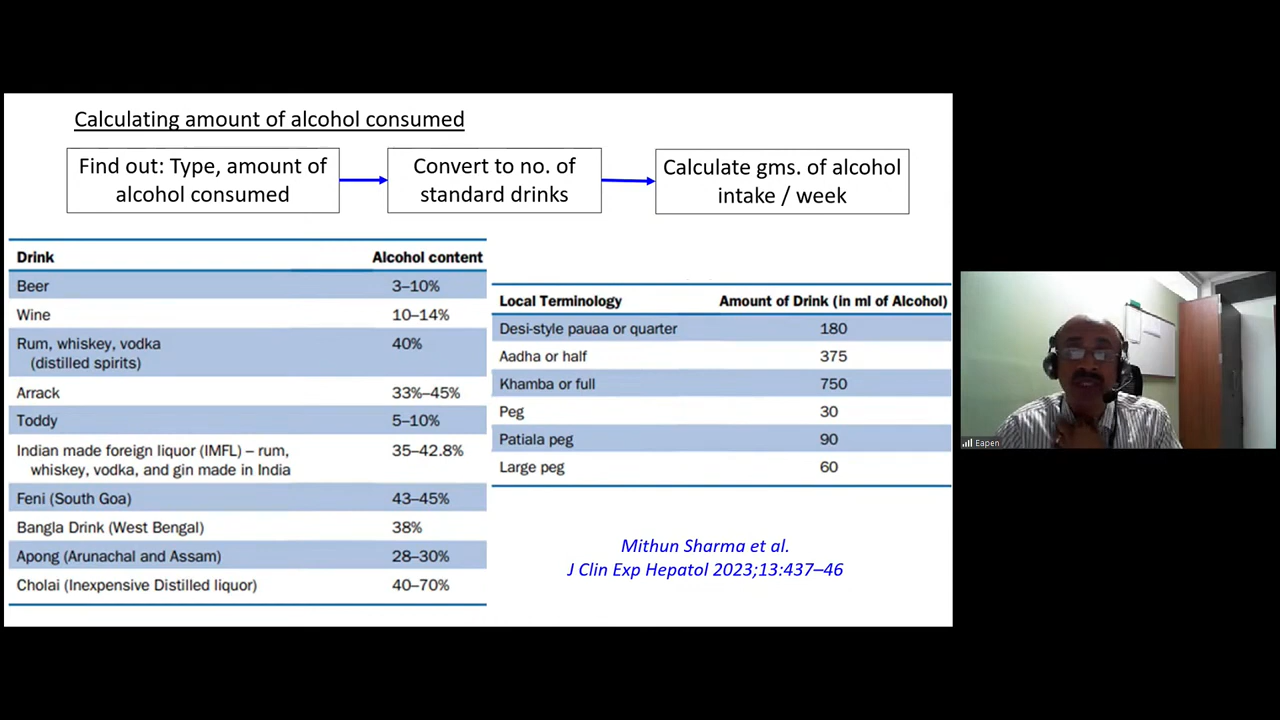 Calculating amount of alcohol consumed
Find out: Type, amount of
alcohol consumed
Convert to no. of
standard drinks
Calculate gms. of alcohol
intake / week
Drink Alcohol content
Beer 3–10%
Wine 10–14%
Rum, whiskey, vodka 40%
(distilled spirits)
Arrack 33%–45%
Toddy 5–10%
Indian made foreign liquor (IMFL) – rum, 35–42.8%
whiskey, vodka, and gin made in India
Feni (South Goa) 43–45%
Bangla Drink (West Bengal) 38%
Apong (Arunachal and Assam) 28–30%
Cholai (Inexpensive Distilled liquor) 40–70%
Local Terminology Amount of Drink (in ml of Alcohol)
Desi-style pauaa or quarter 180
Aadha or half 375
Khamba or full 750
Peg 30
Patiala peg 90
Large peg 60
Mithun Sharma et al.
J Clin Exp Hepatol 2023;13:437–46
Eapen